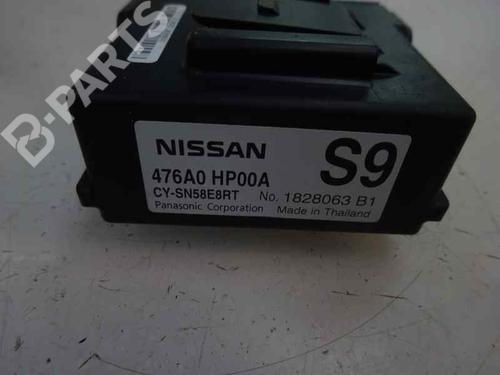 B-PARTS
NISSAN
S9
476A0 HP00A
CY-SN58E8RT No. 1828063 B1
Panasonic Corporation Made in Thailand